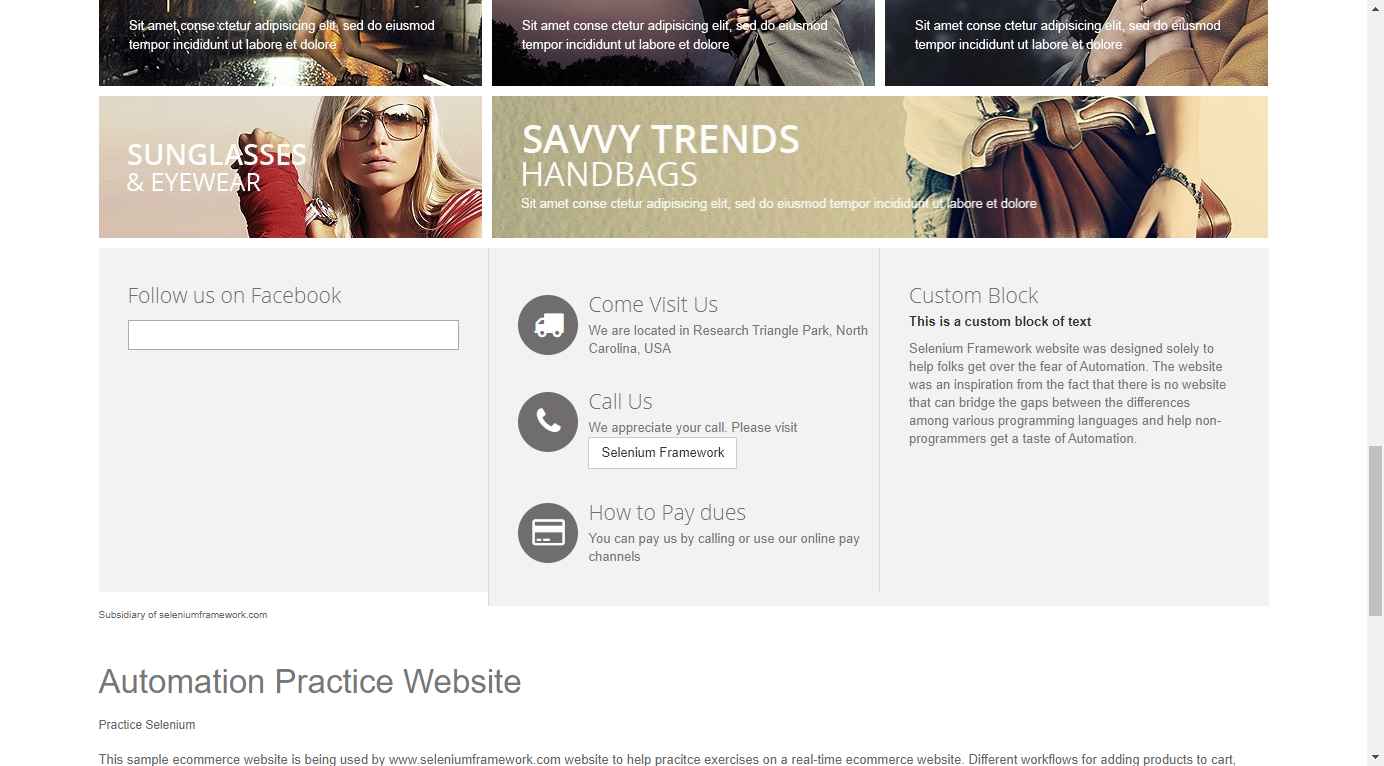 Sit amet conse ctetur adipisicing elit, sed do eiusmod
tempor incididunt ut labore et dolore
Sit amet conse ctetur adipisicing elit, sed do eiusmod
tempor incididunt ut labore et dolore
Sit amet conse ctetur adipisicing elit, sed do eiusmod
tempor incididunt ut labore et dolore
SUNGLASSES
& EYEWEAR
SAVVY TRENDS
HANDBAGS
Sit amet conse ctetur adipisicing elit, sed do eiusmod tempor incididunt ut labore et dolore
Follow us on Facebook
Come Visit Us
We are located in Research Triangle Park, North
Carolina, USA
Call Us
We appreciate your call. Please visit
Selenium Framework
How to Pay dues
You can pay us by calling or use our online pay
channels
Custom Block
This is a custom block of text
Selenium Framework website was designed solely to
help folks get over the fear of Automation. The website
was an inspiration from the fact that there is no website
that can bridge the gaps between the differences
among various programming languages and help non-
programmers get a taste of Automation.
Subsidiary of seleniumframework.com
Automation Practice Website
Practice Selenium
This sample ecommerce website is being used by www.seleniumframework.com website to help pracitce exercises on a real-time ecommerce website. Different workflows for adding products to cart,